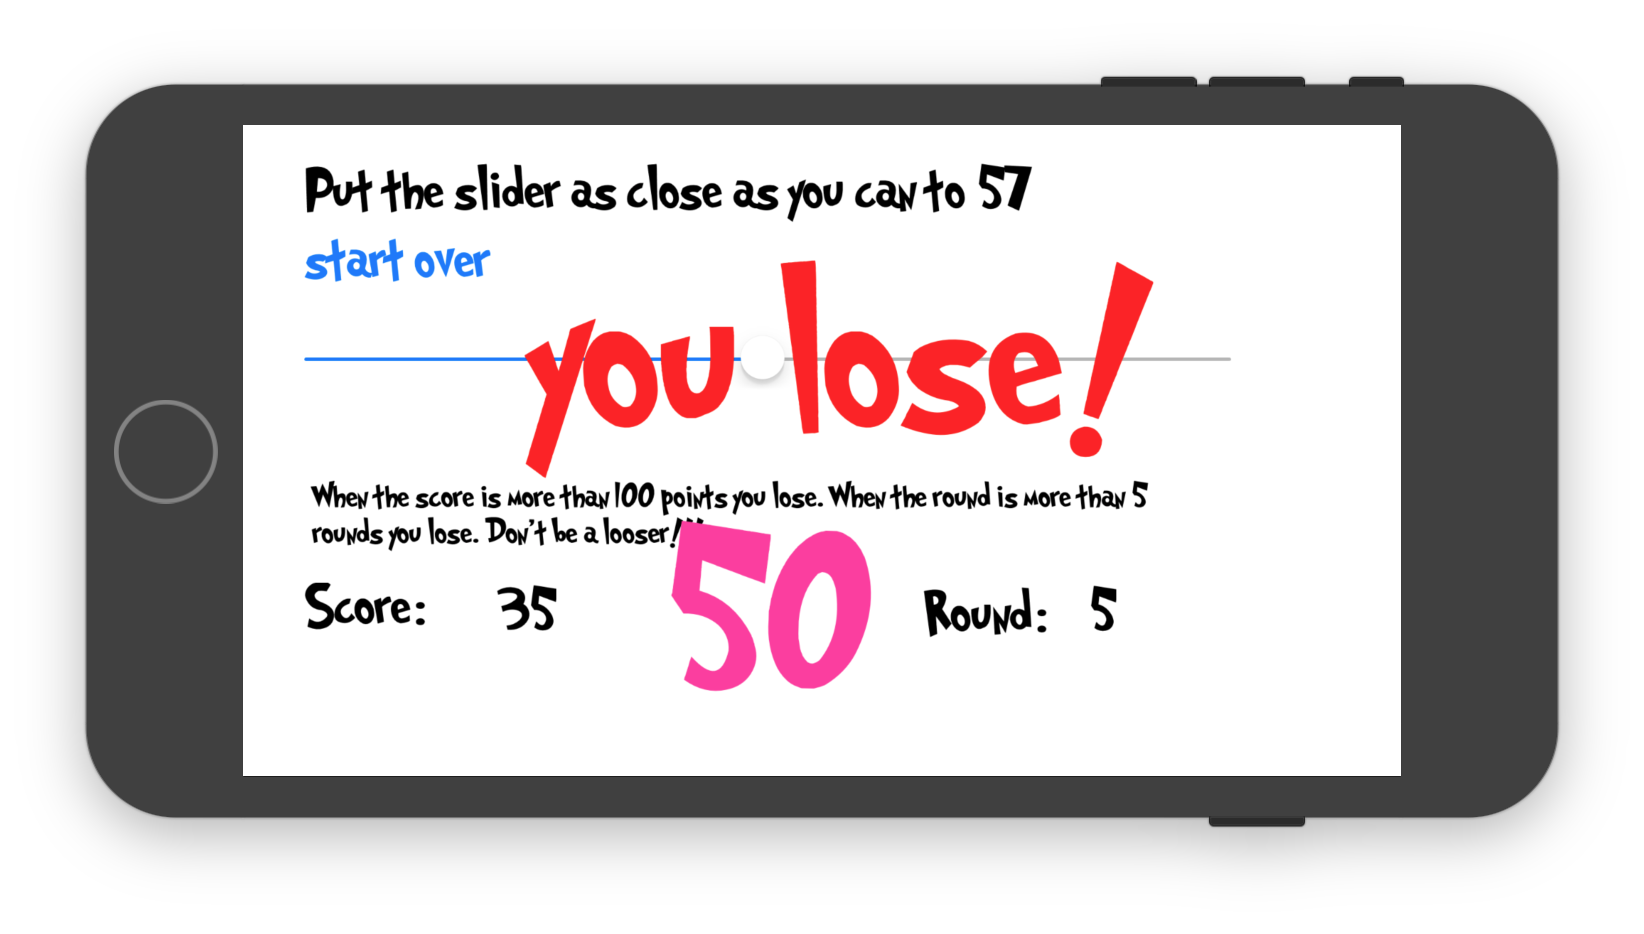 Put the slider as close as you can to 57
start over
you lose!
When the score is more than 100 points you lose. When the round is more than 5
rounds you lose. Don't be a looser!
Score: 35
50
Round: 5